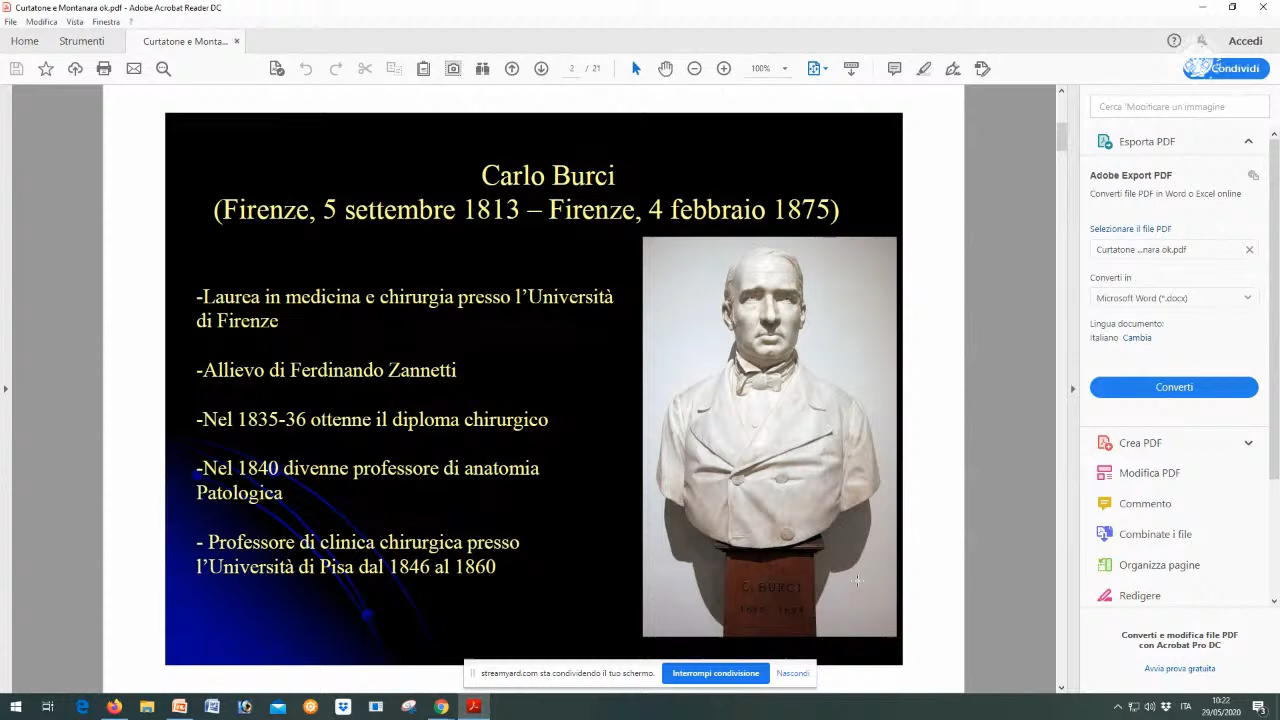 Curtatone e Montanara ok.pdf - Adobe Acrobat Reader DC
File Modifica Vista Finestra ?
Home Strumenti Curtatone e Monta... × Accedi
2 / 21 100% Condividi
Cerca 'Modificare un'immagine
Carlo Burci
(Firenze, 5 settembre 1813 – Firenze, 4 febbraio 1875)
-Laurea in medicina e chirurgia presso l'Università
di Firenze
-Allievo di Ferdinando Zannetti
-Nel 1835-36 ottenne il diploma chirurgico
-Nel 1840 divenne professore di anatomia
Patologica
- Professore di clinica chirurgica presso
l'Università di Pisa dal 1846 al 1860
BURCI
Esporta PDF
Adobe Export PDF
Converti file PDF in Word o Excel online
Selezionare il file PDF
Curtatone ...nara ok.pdf ×
Converti in
Microsoft Word (*.docx)
Lingua documento:
Italiano Cambia
Converti
Crea PDF
Modifica PDF
Commento
Combinate i file
Organizza pagine
Redigere
Converti e modifica file PDF
con Acrobat Pro DC
Avvia prova gratuita
streamyard.com sta condividendo il tuo schermo. Interrompi condivisione Nascondi
ITA 10:22
29/05/2020